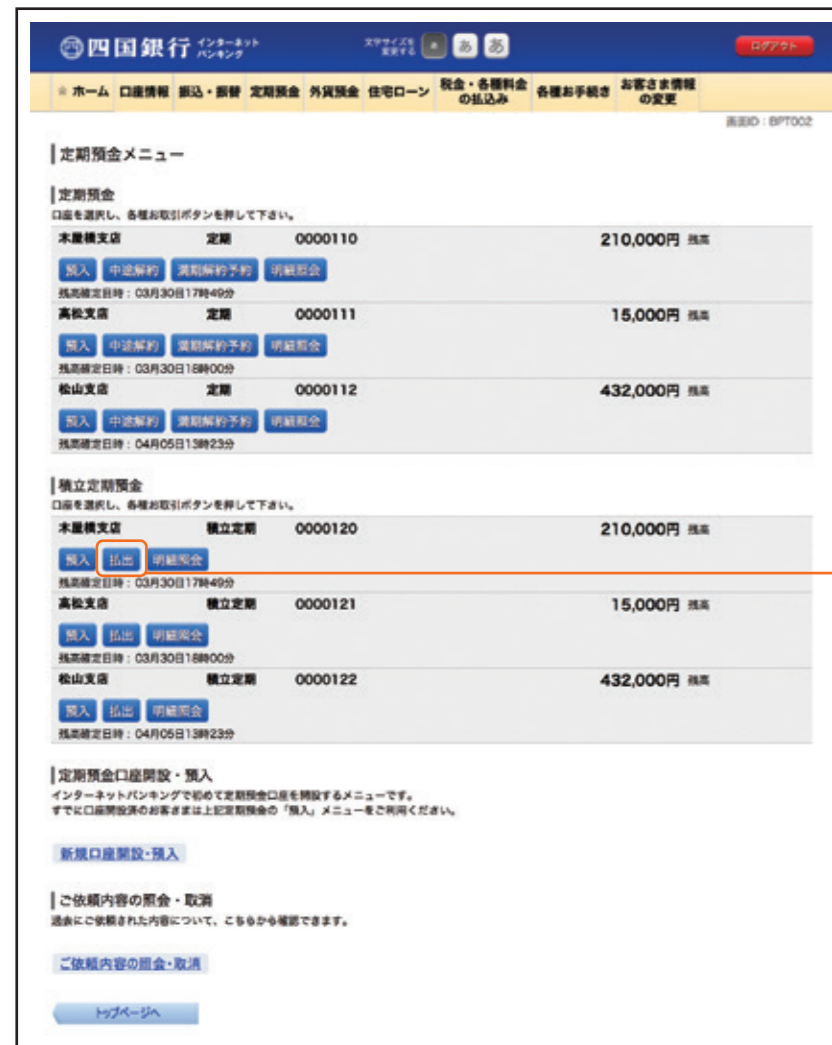 四国銀行 インターネットバンキング
文字サイズを変更する あ あ あ
ログアウト
ホーム 口座情報 振込・振替 定期預金 外貨預金 住宅ローン 税金・各種料金の払込み 各種お手続き お客さま情報の変更
画面ID：BPT002
定期預金メニュー
定期預金
口座を選択し、各種お取引ボタンを押して下さい。
木屋橋支店 定期 0000110 210,000円 残高
預入 中途解約 満期解約予約 明細照会
残高確定日時：03月30日17時49分
高松支店 定期 0000111 15,000円 残高
預入 中途解約 満期解約予約 明細照会
残高確定日時：03月30日18時00分
松山支店 定期 0000112 432,000円 残高
預入 中途解約 満期解約予約 明細照会
残高確定日時：04月05日13時23分
積立定期預金
口座を選択し、各種お取引ボタンを押して下さい。
木屋橋支店 積立定期 0000120 210,000円 残高
預入 払出 明細照会
残高確定日時：03月30日17時49分
高松支店 積立定期 0000121 15,000円 残高
預入 払出 明細照会
残高確定日時：03月30日18時00分
松山支店 積立定期 0000122 432,000円 残高
預入 払出 明細照会
残高確定日時：04月05日13時23分
定期預金口座開設・預入
インターネットバンキングで初めて定期預金口座を開設するメニューです。
すでに口座開設済のお客さまは上記定期預金の「預入」メニューをご利用ください。
新規口座開設・預入
ご依頼内容の照会・取消
過去にご依頼された内容について、こちらから確認できます。
ご依頼内容の照会・取消
トップページへ